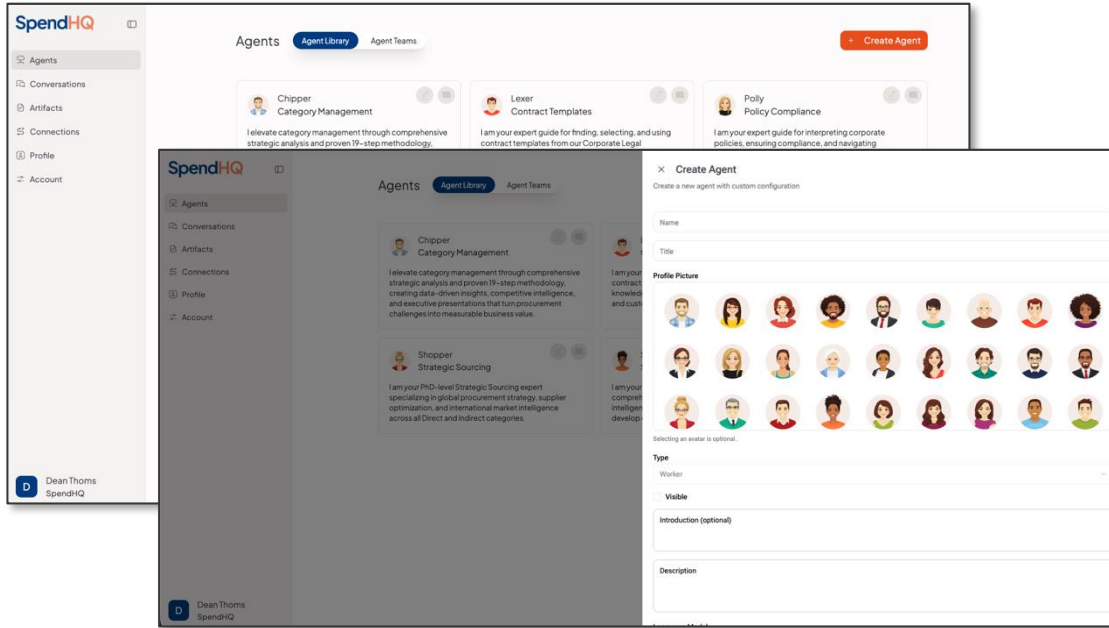 SpendHQ
Agents
Conversations
Artifacts
Connections
Profile
Account
D
Dean Thoms
SpendHQ
Agents
Agent Library
Agent Teams
+ Create Agent
Chipper
Category Management
I elevate category management through comprehensive
strategic analysis and proven 19-step methodology,
Lexer
Contract Templates
I am your expert guide for finding, selecting, and using
contract templates from our Corporate Legal
Polly
Policy Compliance
I am your expert guide for interpreting corporate
policies, ensuring compliance, and navigating
SpendHQ
Agents
Conversations
Artifacts
Connections
Profile
Account
D
Dean Thoms
SpendHQ
Agents
Agent Library
Agent Teams
Chipper
Category Management
I elevate category management through comprehensive
strategic analysis and proven 19-step methodology,
creating data-driven insights, competitive intelligence,
and executive presentations that turn procurement
challenges into measurable business value.
I am your
contract
Shopper
Strategic Sourcing
I am your PhD-level Strategic Sourcing expert
specializing in global procurement strategy, supplier
optimization, and international market intelligence
across all Direct and Indirect categories.
I am your
× Create Agent
Create a new agent with custom configuration
Name
Title
Profile Picture
Selecting an avatar is optional.
Type
Worker
Visible
Introduction (optional)
Description